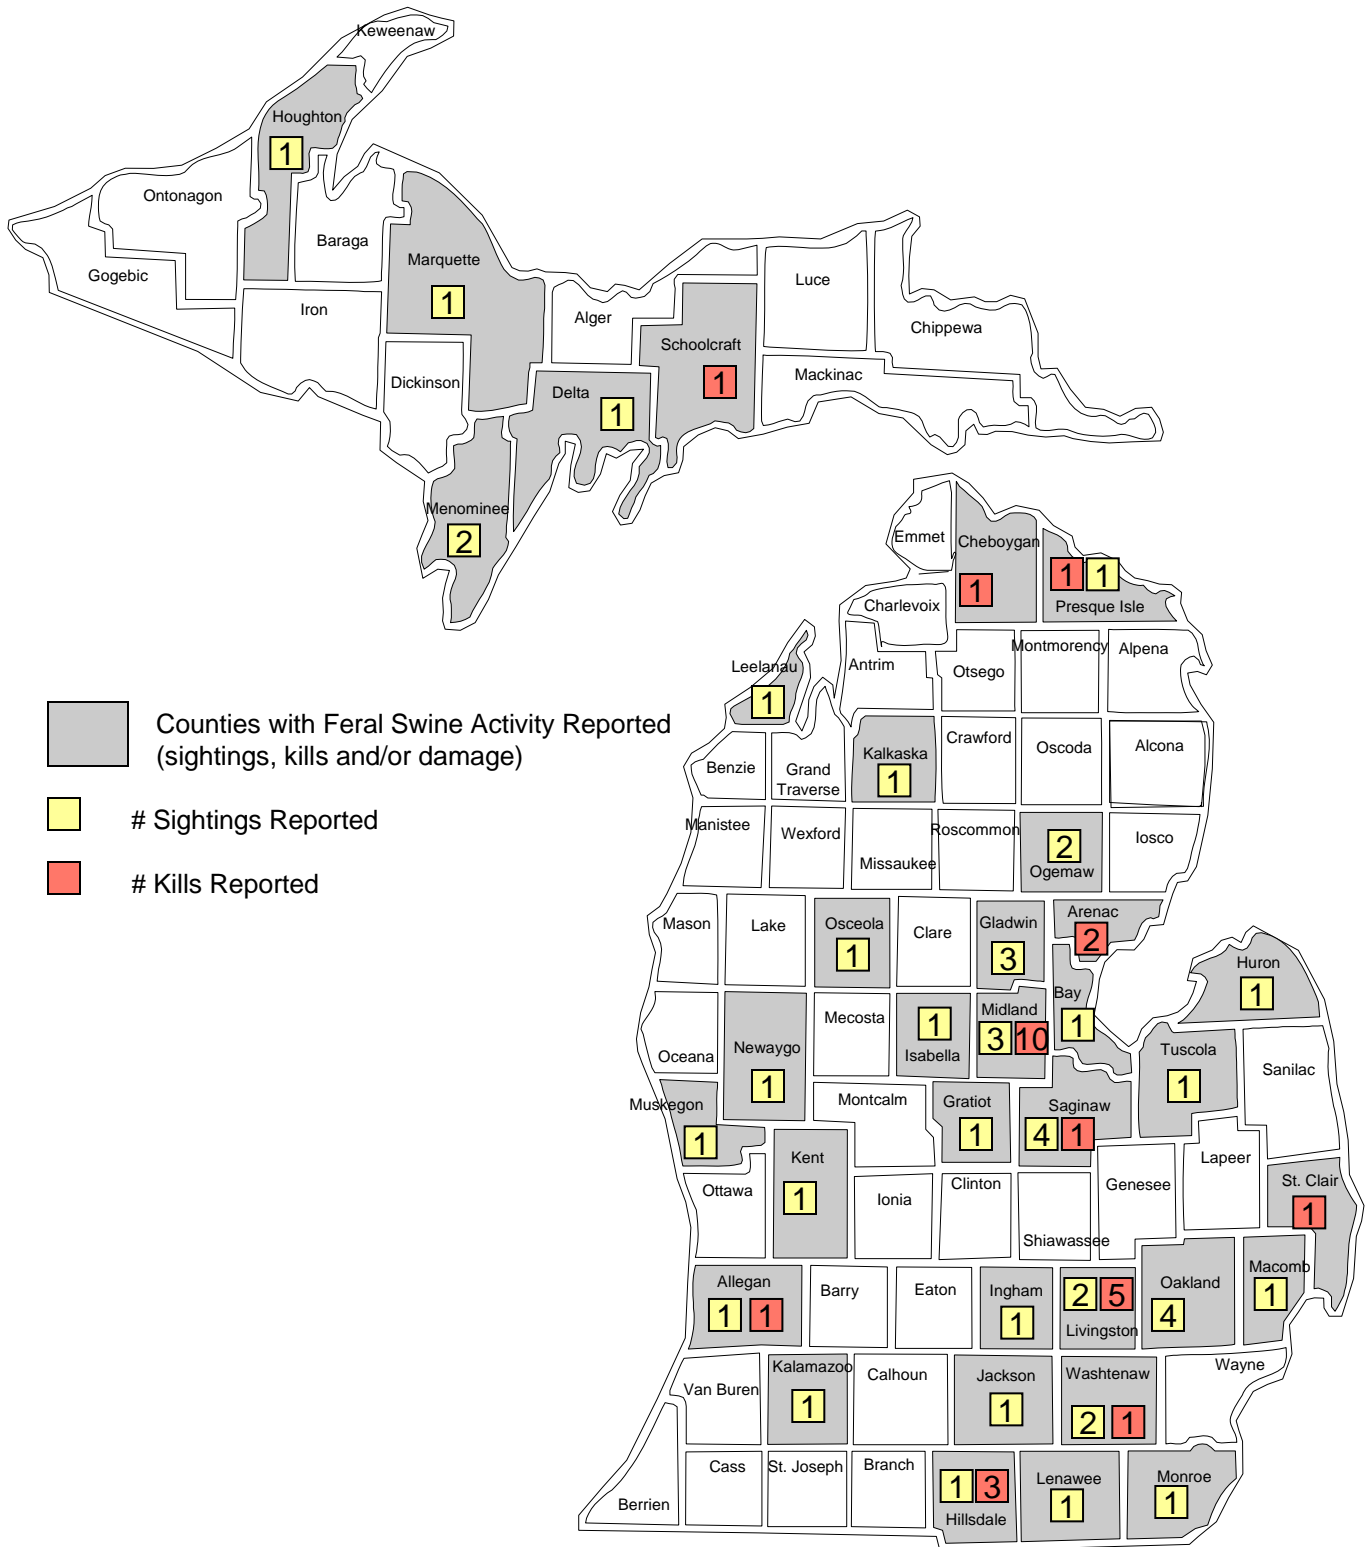 Keweenaw
Houghton
1
Ontonagon
Baraga
Gogebic
Marquette
1
Iron
Alger
Luce
Chippewa
Schoolcraft
1
Mackinac
Dickinson
Delta
1
Menominee
2
Emmet
Cheboygan
1
1 1
Presque Isle
Charlevoix
Leelanau
1
Antrim
Otsego
Montmorency
Alpena
Counties with Feral Swine Activity Reported
(sightings, kills and/or damage)
# Sightings Reported
# Kills Reported
Benzie
Grand
Traverse
Kalkaska
1
Crawford
Oscoda
Alcona
Manistee
Wexford
Missaukee
Roscommon
2
Ogemaw
Iosco
Mason
Lake
Osceola
1
Clare
Gladwin
3
Arenac
2
Huron
1
Oceana
Newaygo
1
Mecosta
1
Isabella
Midland
3 10
Bay
1
Tuscola
1
Sanilac
Muskegon
1
Montcalm
Gratiot
1
Saginaw
4 1
Kent
1
Ottawa
Ionia
Clinton
Shiawassee
Genesee
Lapeer
St. Clair
1
Allegan
1 1
Barry
Eaton
Ingham
1
2 5
Livingston
Oakland
4
Macomb
1
Van Buren
Kalamazoo
1
Calhoun
Jackson
1
Washtenaw
2 1
Wayne
Berrien
Cass
St. Joseph
Branch
1 3
Hillsdale
Lenawee
1
Monroe
1